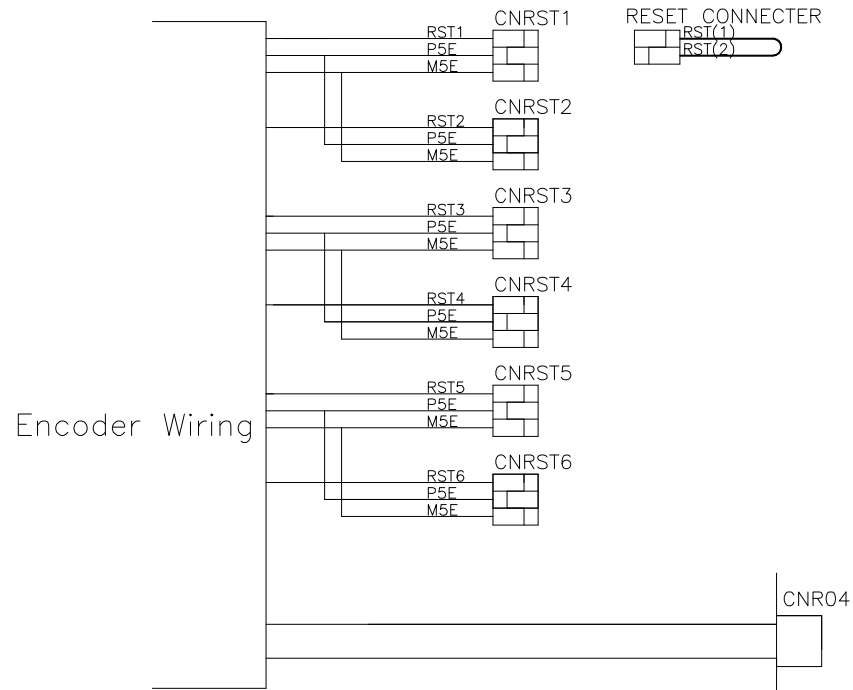 CNRST1
RESET CONNECTER
RST1
P5E
M5E
RST(1)
RST(2)
CNRST2
RST2
P5E
M5E
CNRST3
RST3
P5E
M5E
CNRST4
RST4
P5E
M5E
CNRST5
RST5
P5E
M5E
Encoder Wiring
CNRST6
RST6
P5E
M5E
CNR04